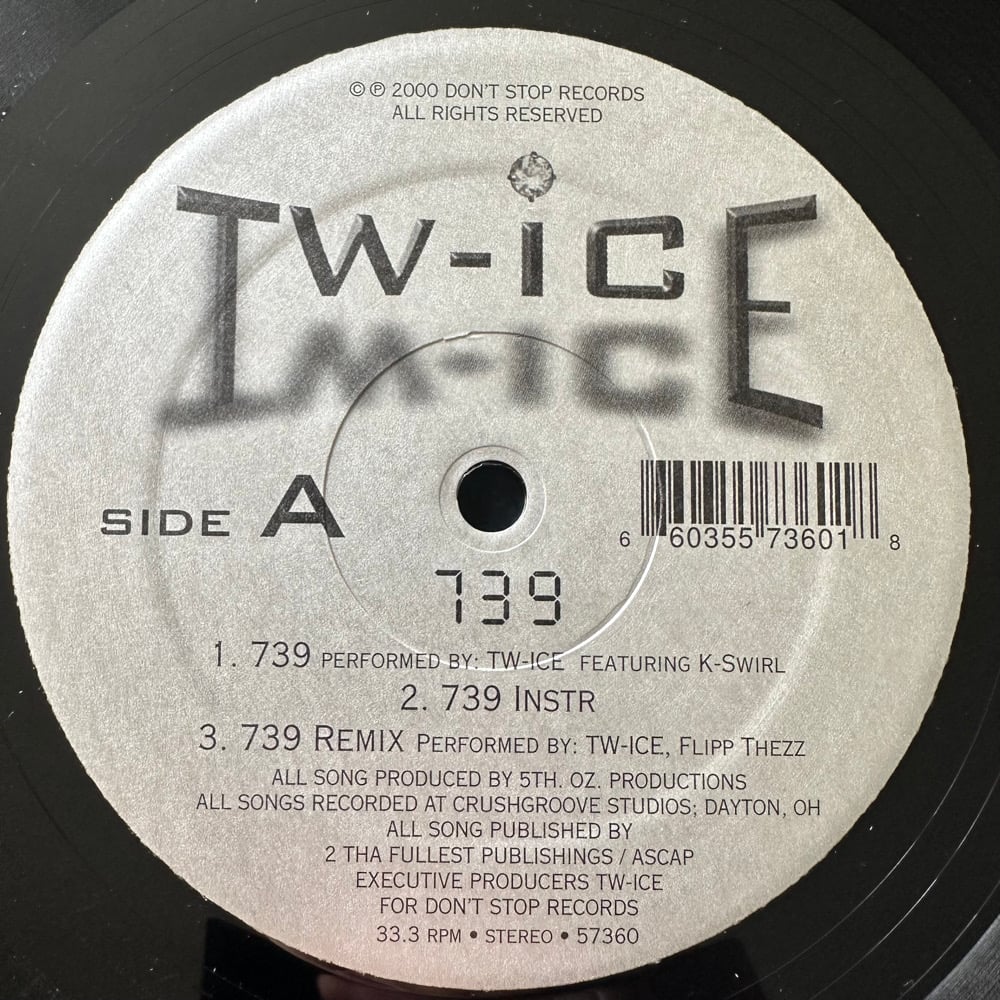 © ℗ 2000 DON'T STOP RECORDS
ALL RIGHTS RESERVED
TW-ICE
SIDE A
6 60355 73601 8
739
1. 739 PERFORMED BY: TW-ICE FEATURING K-SWIRL
2. 739 INSTR
3. 739 REMIX PERFORMED BY: TW-ICE, FLIPP THEZZ
ALL SONG PRODUCED BY 5TH. OZ. PRODUCTIONS
ALL SONGS RECORDED AT CRUSHGROOVE STUDIOS; DAYTON, OH
ALL SONG PUBLISHED BY
2 THA FULLEST PUBLISHINGS / ASCAP
EXECUTIVE PRODUCERS TW-ICE
FOR DON'T STOP RECORDS
33.3 RPM • STEREO • 57360